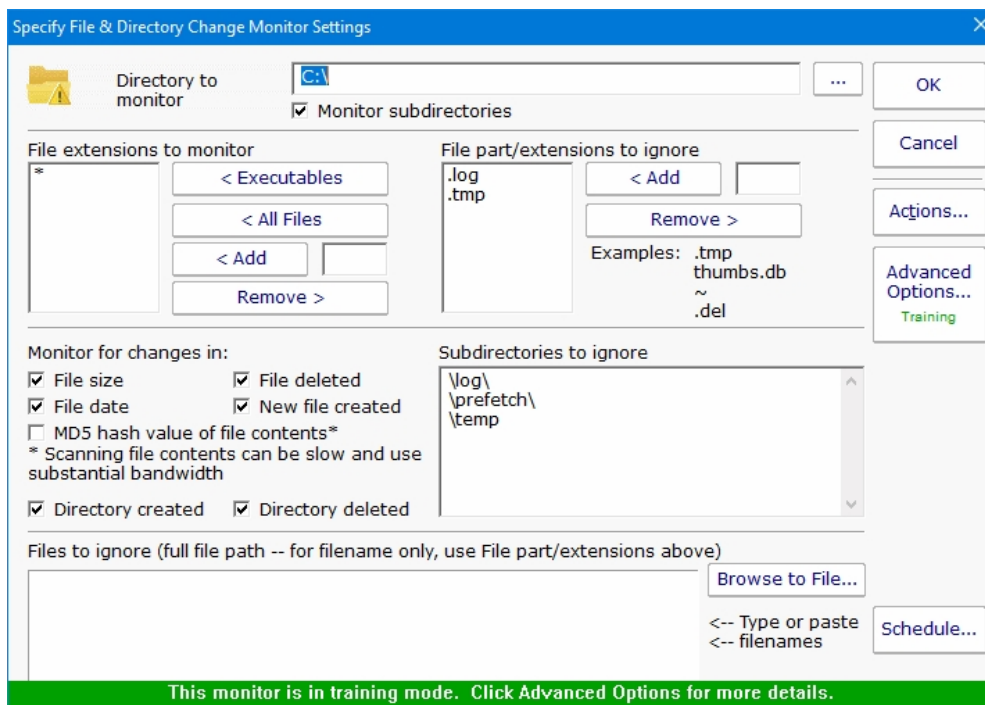 Specify File & Directory Change Monitor Settings
Directory to
monitor
C:\
...
OK
Monitor subdirectories
Cancel
File extensions to monitor
*
< Executables
< All Files
< Add
Remove >
File part/extensions to ignore
.log
.tmp
< Add
Remove >
Examples: .tmp
thumbs.db
~
.del
Actions...
Advanced
Options...
Training
Monitor for changes in:
File size
File deleted
File date
New file created
MD5 hash value of file contents*
* Scanning file contents can be slow and use
substantial bandwidth
Directory created
Directory deleted
Subdirectories to ignore
\log\
\prefetch\
\temp
Files to ignore (full file path -- for filename only, use File part/extensions above)
Browse to File...
<-- Type or paste
<-- filenames
Schedule...
This monitor is in training mode. Click Advanced Options for more details.